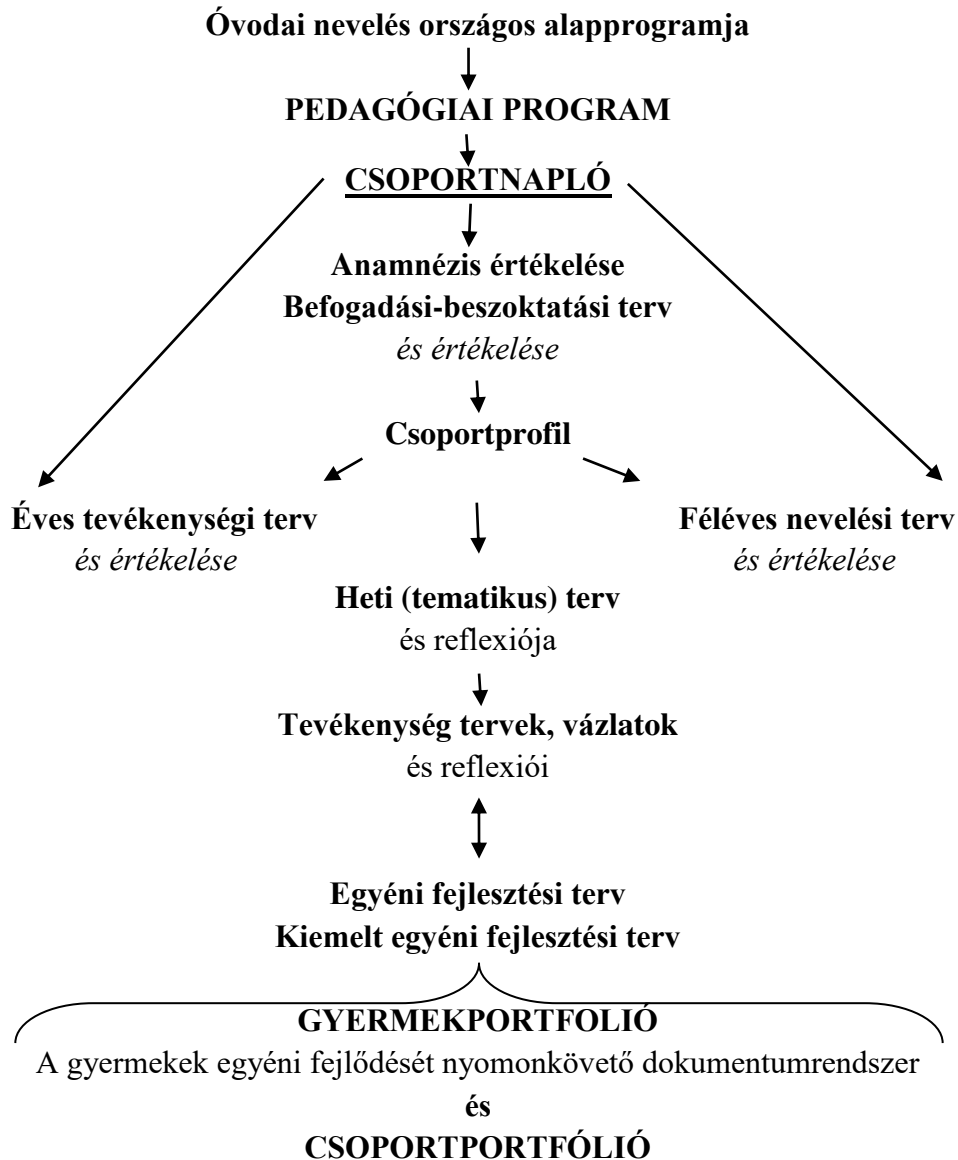 Óvodai nevelés országos alapprogramja
PEDAGÓGIAI PROGRAM
CSOPORTNAPLÓ
Anamnézis értékelése
Befogadási-beszoktatási terv
és értékelése
Csoportprofil
Éves tevékenységi terv
és értékelése
Féléves nevelési terv
és értékelése
Heti (tematikus) terv
és reflexiója
Tevékenység tervek, vázlatok
és reflexiói
Egyéni fejlesztési terv
Kiemelt egyéni fejlesztési terv
GYERMEKPORTFOLIÓ
A gyermekek egyéni fejlődését nyomonkövető dokumentumrendszer
és
CSOPORTPORTFÓLIÓ